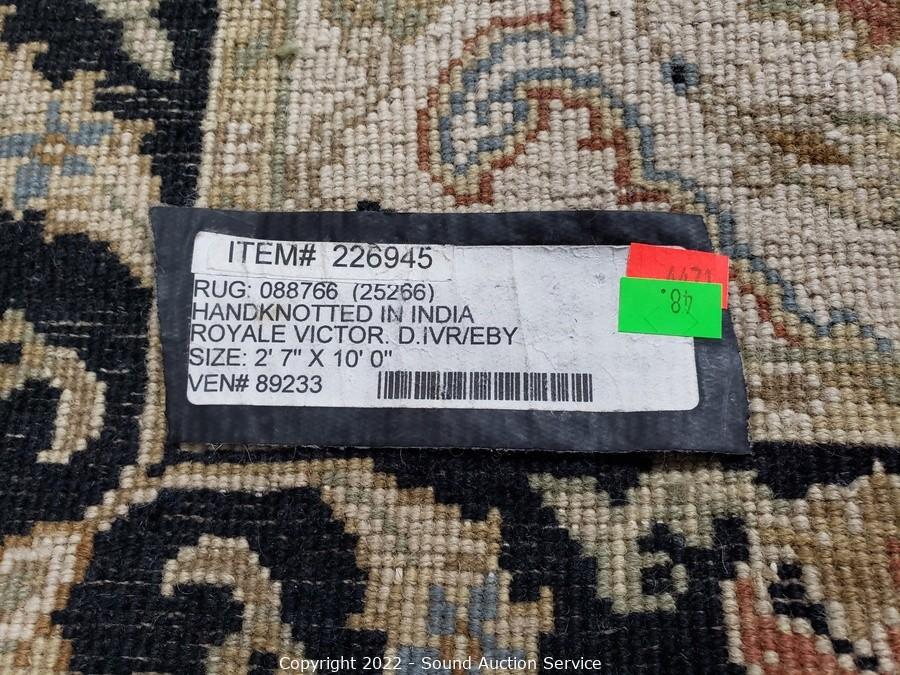 ITEM# 226945
RUG: 088766 (25266)
HANDKNOTTED IN INDIA
ROYALE VICTOR. D.IVR/EBY
SIZE: 2' 7" X 10' 0"
VEN# 89233
48.
Copyright 2022 - Sound Auction Service